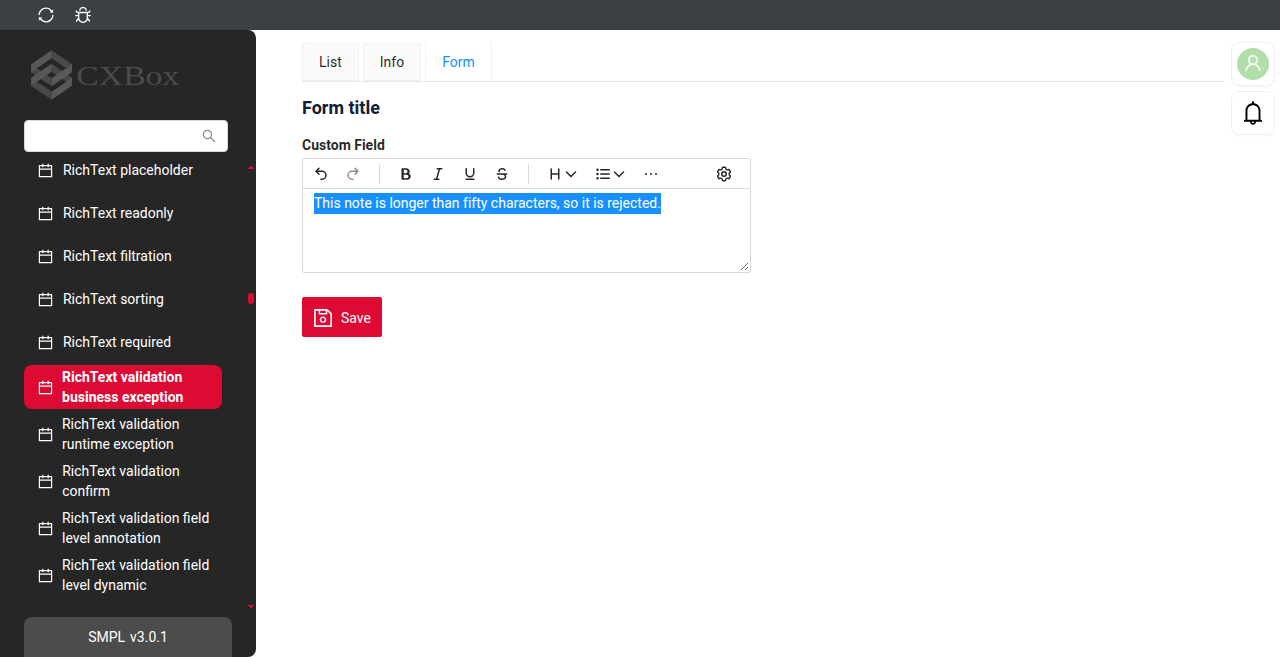 CXBox
RichText placeholder
RichText readonly
RichText filtration
RichText sorting
RichText required
RichText validation
business exception
RichText validation
runtime exception
RichText validation
confirm
RichText validation field
level annotation
RichText validation field
level dynamic
SMPL v3.0.1
List
Info
Form
Form title
Custom Field
B I U S H
This note is longer than fifty characters, so it is rejected.
Save